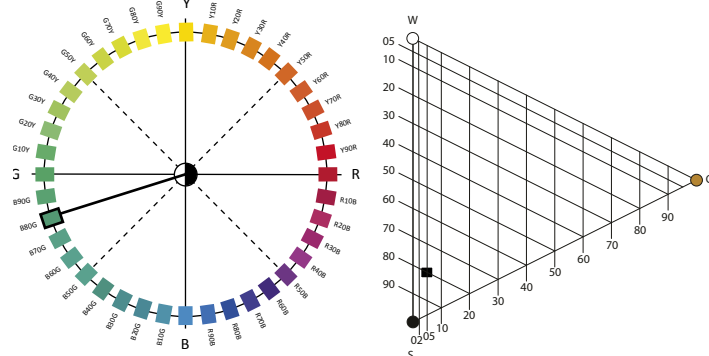 Y
G90Y
G80Y
G70Y
G60Y
G50Y
G40Y
G30Y
G20Y
G10Y
G
B90G
B80G
B70G
B60G
B50G
B40G
B30G
B20G
B10G
B
R90B
R80B
R70B
R60B
R50B
R40B
R30B
R20B
R10B
R
Y90R
Y80R
Y70R
Y60R
Y50R
Y40R
Y30R
Y20R
Y10R
W
05
10
20
30
40
50
60
70
80
90
S
02
05
10
20
30
40
50
60
70
80
90
C